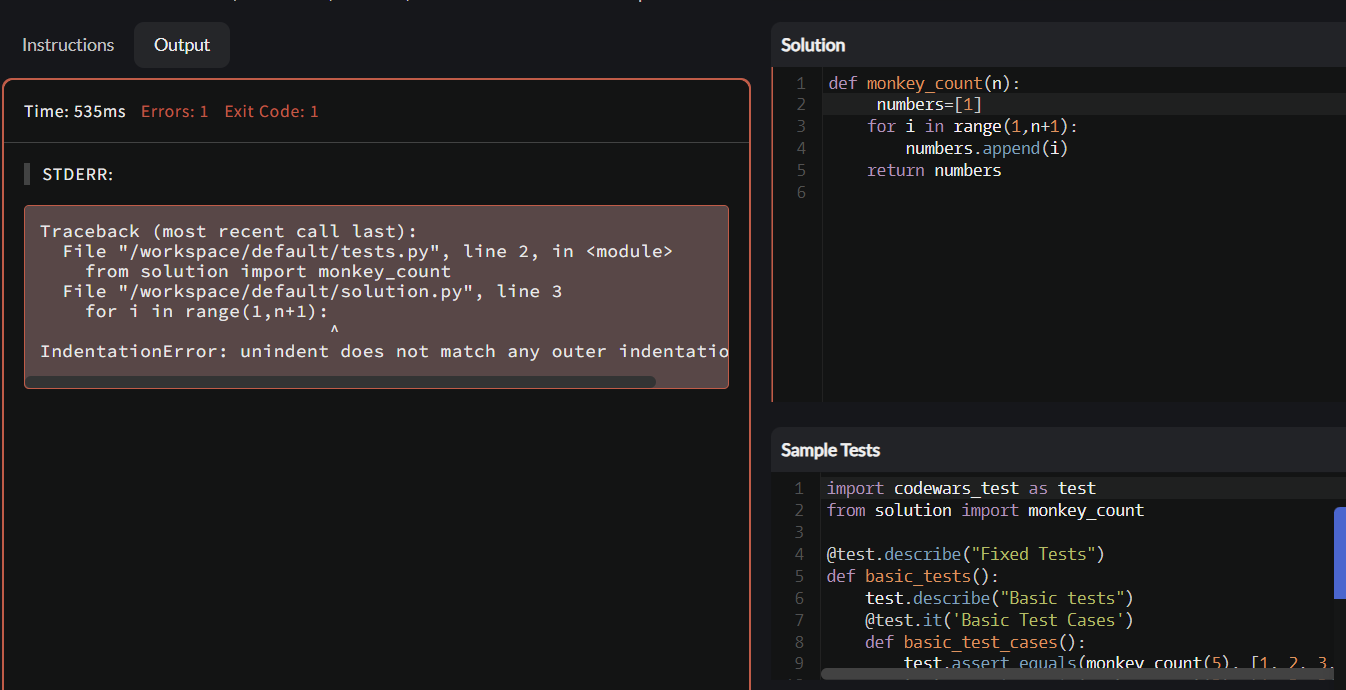 Instructions
Output
Time: 535ms Errors: 1 Exit Code: 1
STDERR:
Traceback (most recent call last):
  File "/workspace/default/tests.py", line 2, in <module>
    from solution import monkey_count
  File "/workspace/default/solution.py", line 3
    for i in range(1,n+1):
                          ^
IndentationError: unindent does not match any outer indentatio
Solution
1 def monkey_count(n):
2      numbers=[1]
3     for i in range(1,n+1):
4         numbers.append(i)
5     return numbers
6
Sample Tests
1 import codewars_test as test
2 from solution import monkey_count
3
4 @test.describe("Fixed Tests")
5 def basic_tests():
6     test.describe("Basic tests")
7     @test.it('Basic Test Cases')
8     def basic_test_cases():
9         test.assert_equals(monkey_count(5), [1, 2, 3,